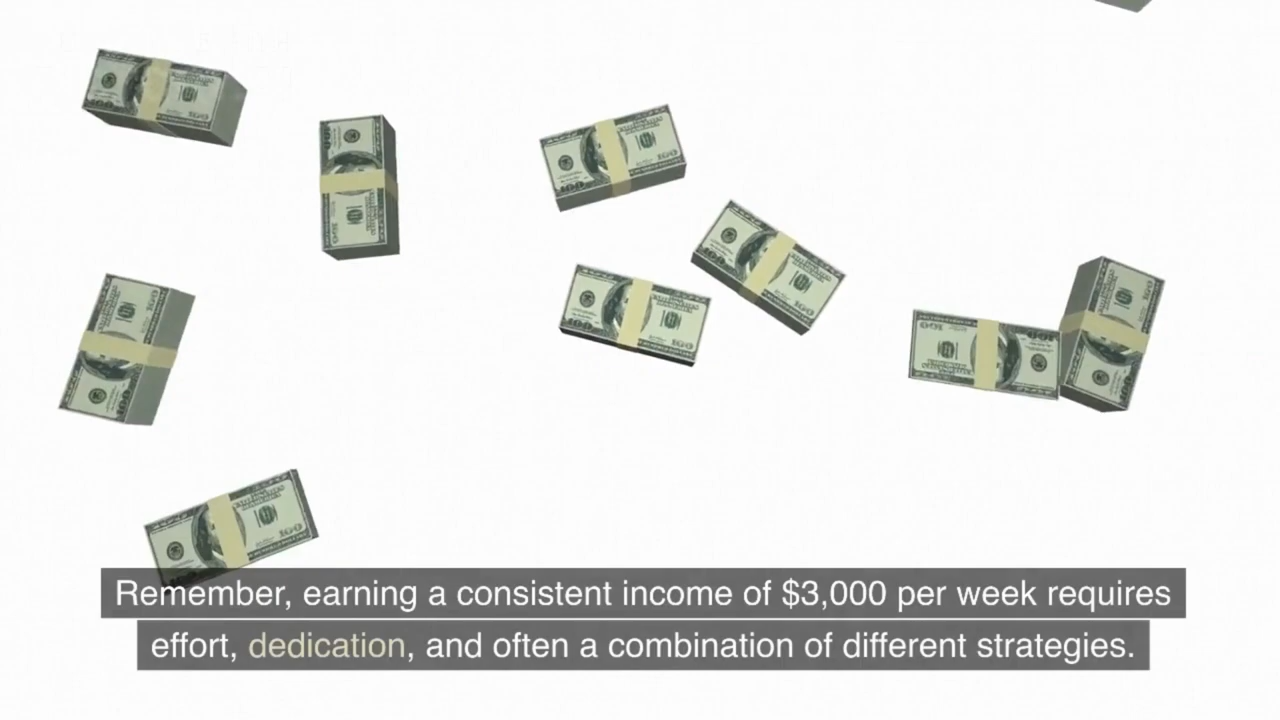 Remember, earning a consistent income of $3,000 per week requires
effort, dedication, and often a combination of different strategies.